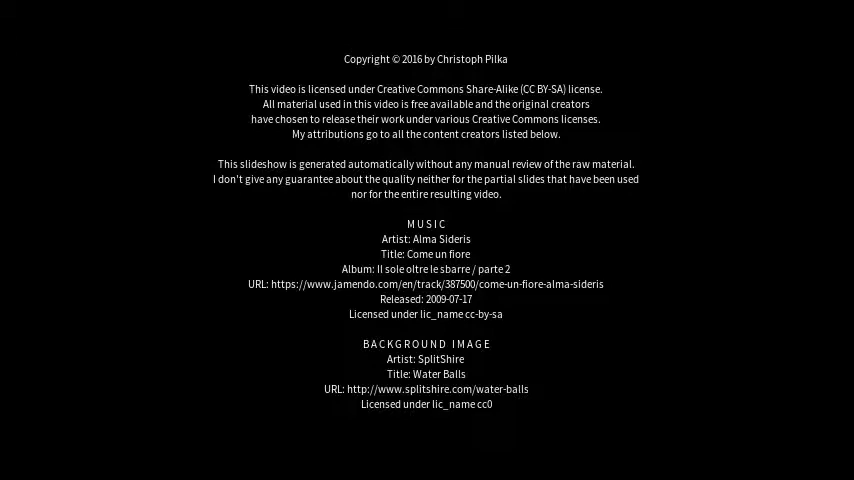 Copyright © 2016 by Christoph Pilka
This video is licensed under Creative Commons Share-Alike (CC BY-SA) license.
All material used in this video is free available and the original creators
have chosen to release their work under various Creative Commons licenses.
My attributions go to all the content creators listed below.
This slideshow is generated automatically without any manual review of the raw material.
I don't give any guarantee about the quality neither for the partial slides that have been used
nor for the entire resulting video.
M U S I C
Artist: Alma Sideris
Title: Come un fiore
Album: Il sole oltre le sbarre / parte 2
URL: https://www.jamendo.com/en/track/387500/come-un-fiore-alma-sideris
Released: 2009-07-17
Licensed under lic_name cc-by-sa
B A C K G R O U N D   I M A G E
Artist: SplitShire
Title: Water Balls
URL: http://www.splitshire.com/water-balls
Licensed under lic_name cc0